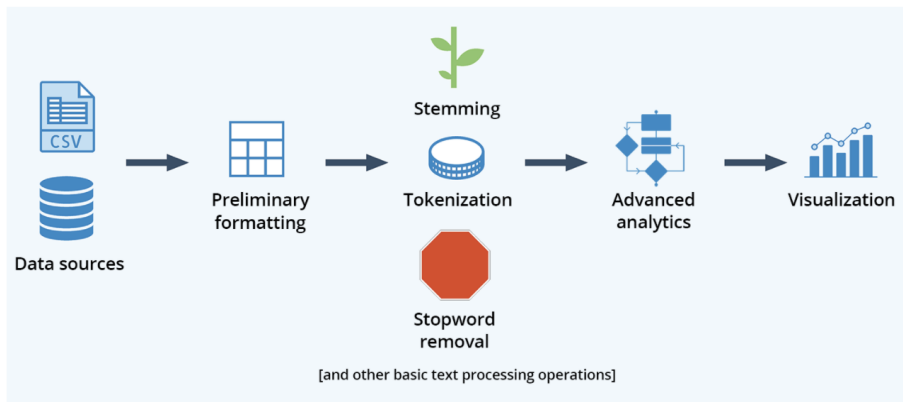 CSV
Data sources
Preliminary
formatting
Stemming
Tokenization
Stopword
removal
[and other basic text processing operations]
Advanced
analytics
Visualization